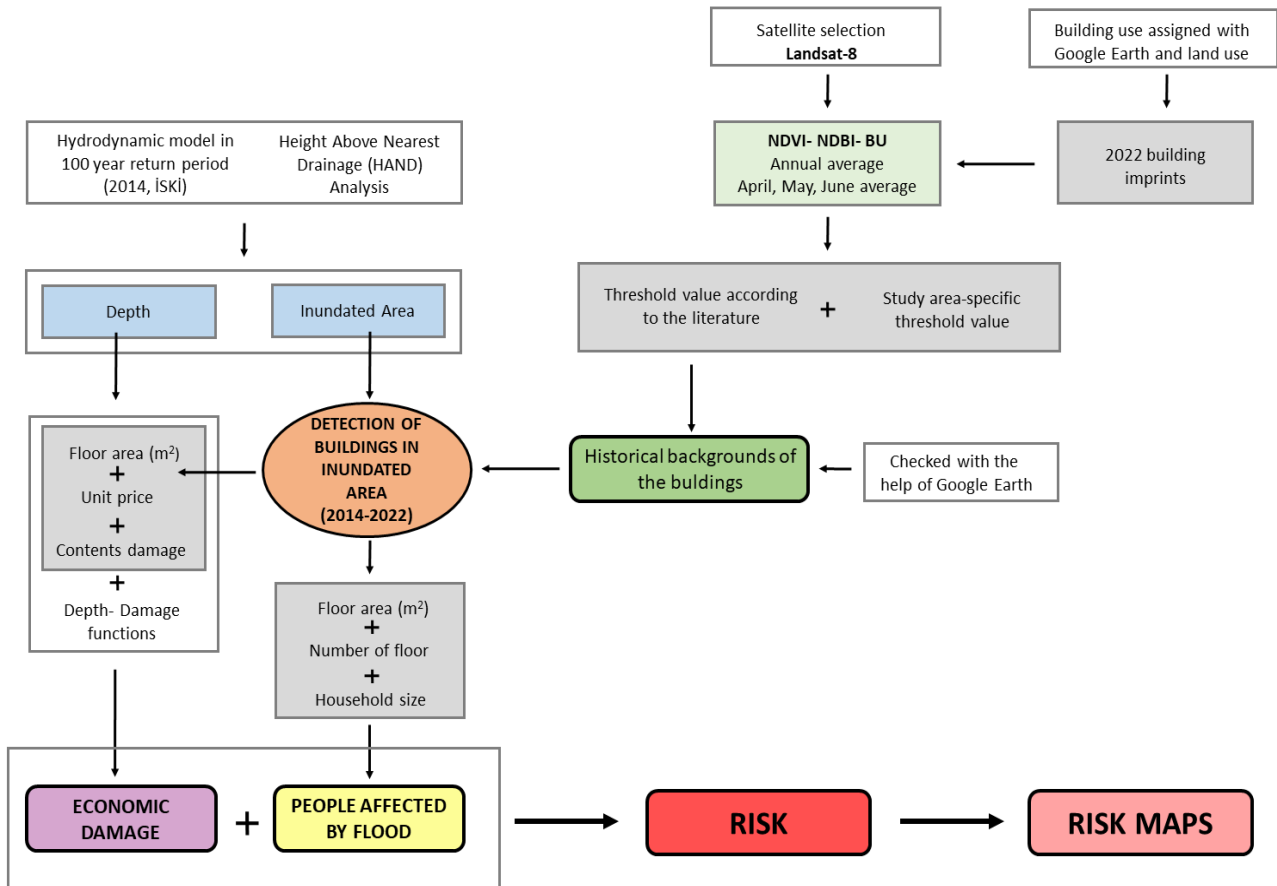 Satellite selection
Landsat-8
Building use assigned with
Google Earth and land use
Hydrodynamic model in
100 year return period
(2014, İSKİ)
Height Above Nearest
Drainage (HAND)
Analysis
NDVI- NDBI- BU
Annual average
April, May, June average
2022 building
imprints
Depth
Inundated Area
Threshold value according
to the literature
+
Study area-specific
threshold value
Floor area (m²)
+
Unit price
+
Contents damage
+
Depth- Damage
functions
DETECTION OF
BUILDINGS IN
INUNDATED
AREA
(2014-2022)
Historical backgrounds of
the buldings
Checked with the
help of Google Earth
Floor area (m²)
+
Number of floor
+
Household size
ECONOMIC
DAMAGE
+
PEOPLE AFFECTED
BY FLOOD
RISK
RISK MAPS